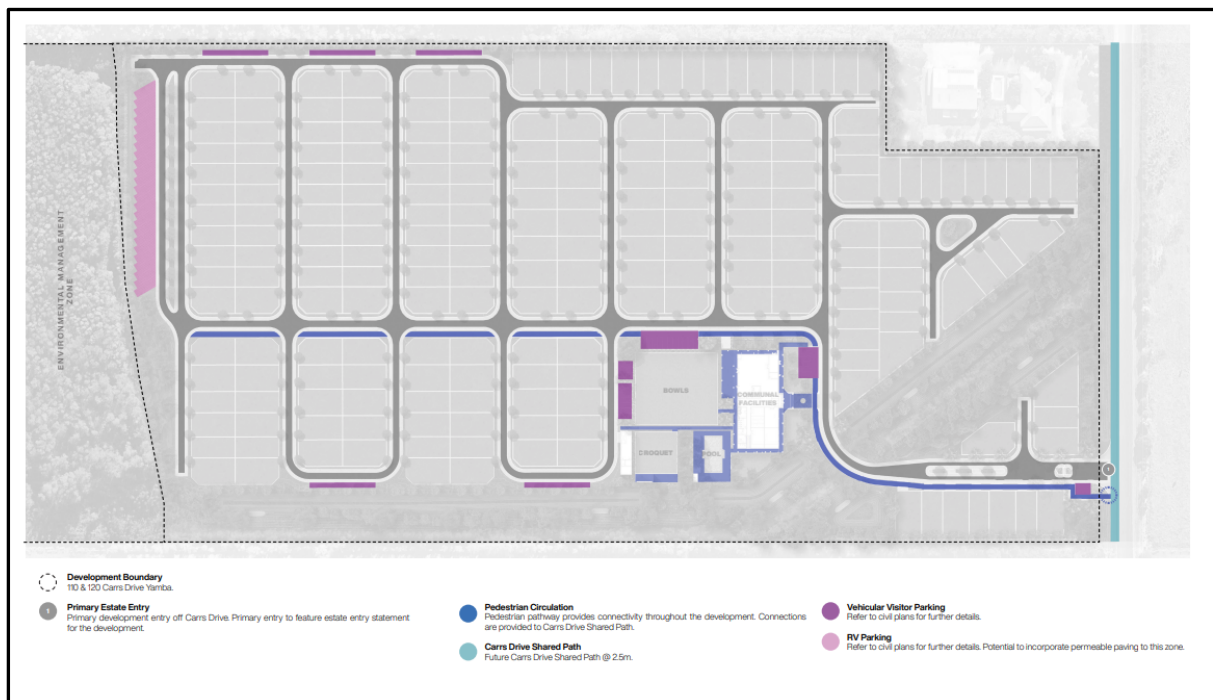 ENVIRONMENTAL MANAGEMENT
ZONE
BOWLS
COMMUNAL
FACILITIES
CROQUET
POOL
1
Development Boundary
110 & 120 Carrs Drive Yamba.
1
Primary Estate Entry
Primary development entry off Carrs Drive. Primary entry to feature estate entry statement
for the development.
Pedestrian Circulation
Pedestrian pathway provides connectivity throughout the development. Connections
are provided to Carrs Drive Shared Path.
Carrs Drive Shared Path
Future Carrs Drive Shared Path @ 2.5m.
Vehicular Visitor Parking
Refer to civil plans for further details.
RV Parking
Refer to civil plans for further details. Potential to incorporate permeable paving to this zone.